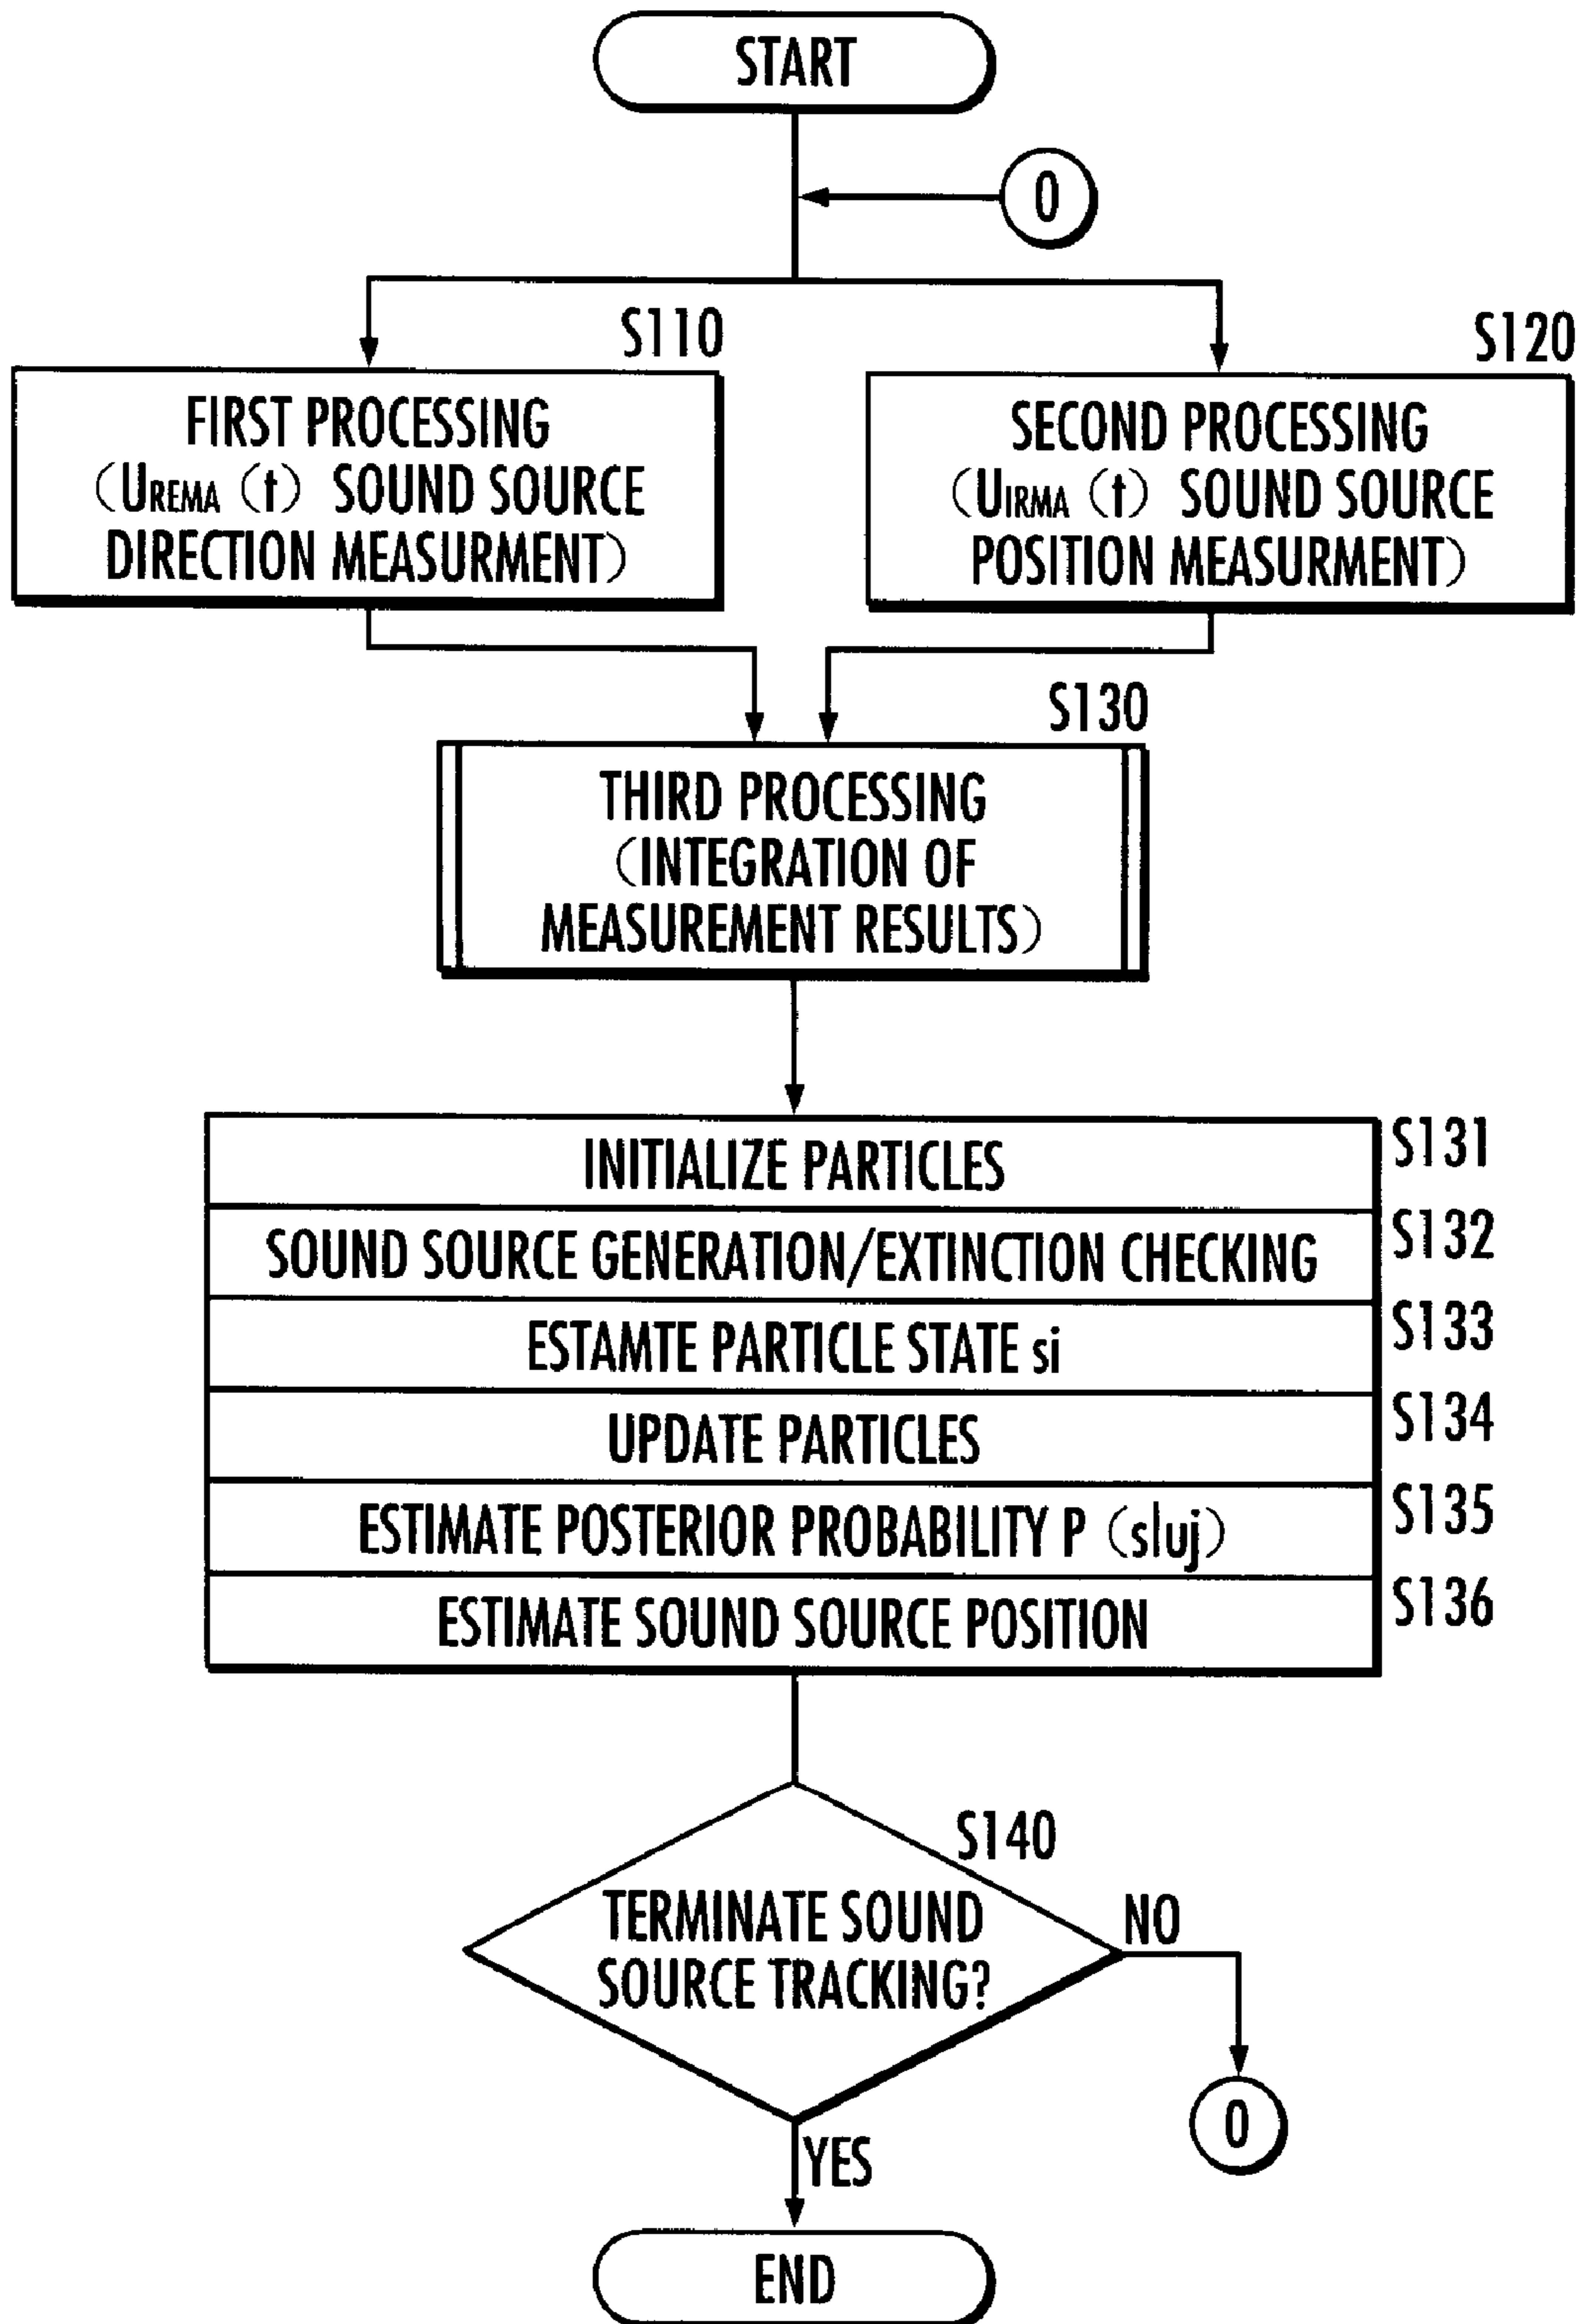 START
0
S110
FIRST PROCESSING
(UREMA (t) SOUND SOURCE
DIRECTION MEASURMENT)
S120
SECOND PROCESSING
(UIRMA (t) SOUND SOURCE
POSITION MEASURMENT)
S130
THIRD PROCESSING
(INTEGRATION OF
MEASUREMENT RESULTS)
INITIALIZE PARTICLES
S131
SOUND SOURCE GENERATION/EXTINCTION CHECKING
S132
ESTAMTE PARTICLE STATE si
S133
UPDATE PARTICLES
S134
ESTIMATE POSTERIOR PROBABILITY P (s|uj)
S135
ESTIMATE SOUND SOURCE POSITION
S136
S140
TERMINATE SOUND
SOURCE TRACKING?
NO
0
YES
END